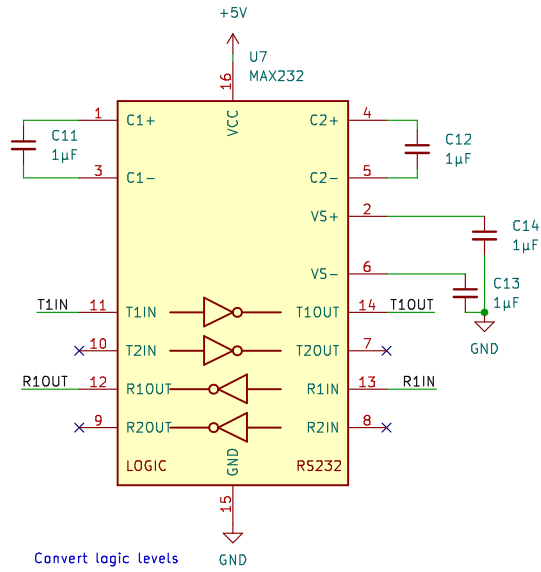 +5V
U7
MAX232
16
VCC
1
C1+
C2+
4
C11
1µF
C12
1µF
3
C1-
C2-
5
VS+
2
C14
1µF
VS-
6
C13
1µF
T1IN
11
T1IN
T1OUT
14
T1OUT
10
T2IN
T2OUT
7
GND
R1OUT
12
R1OUT
R1IN
13
R1IN
9
R2OUT
R2IN
8
LOGIC
GND
RS232
15
Convert logic levels
GND